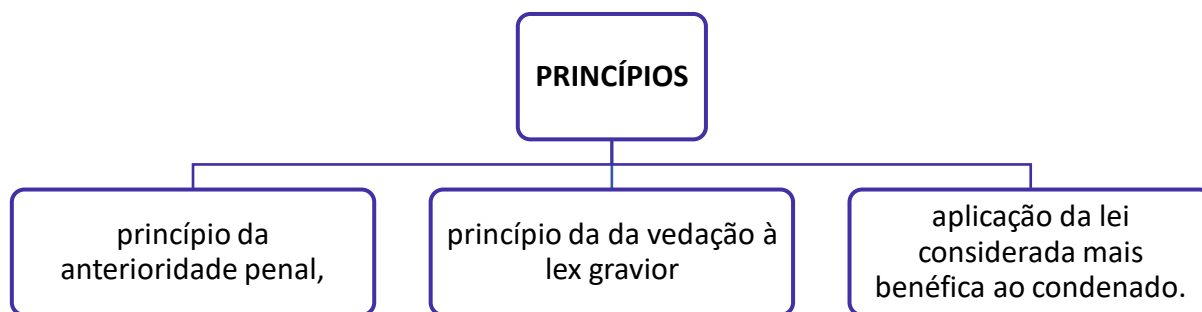 PRINCÍPIOS
princípio da
anterioridade penal,
princípio da da vedação à
lex gravior
aplicação da lei
considerada mais
benéfica ao condenado.